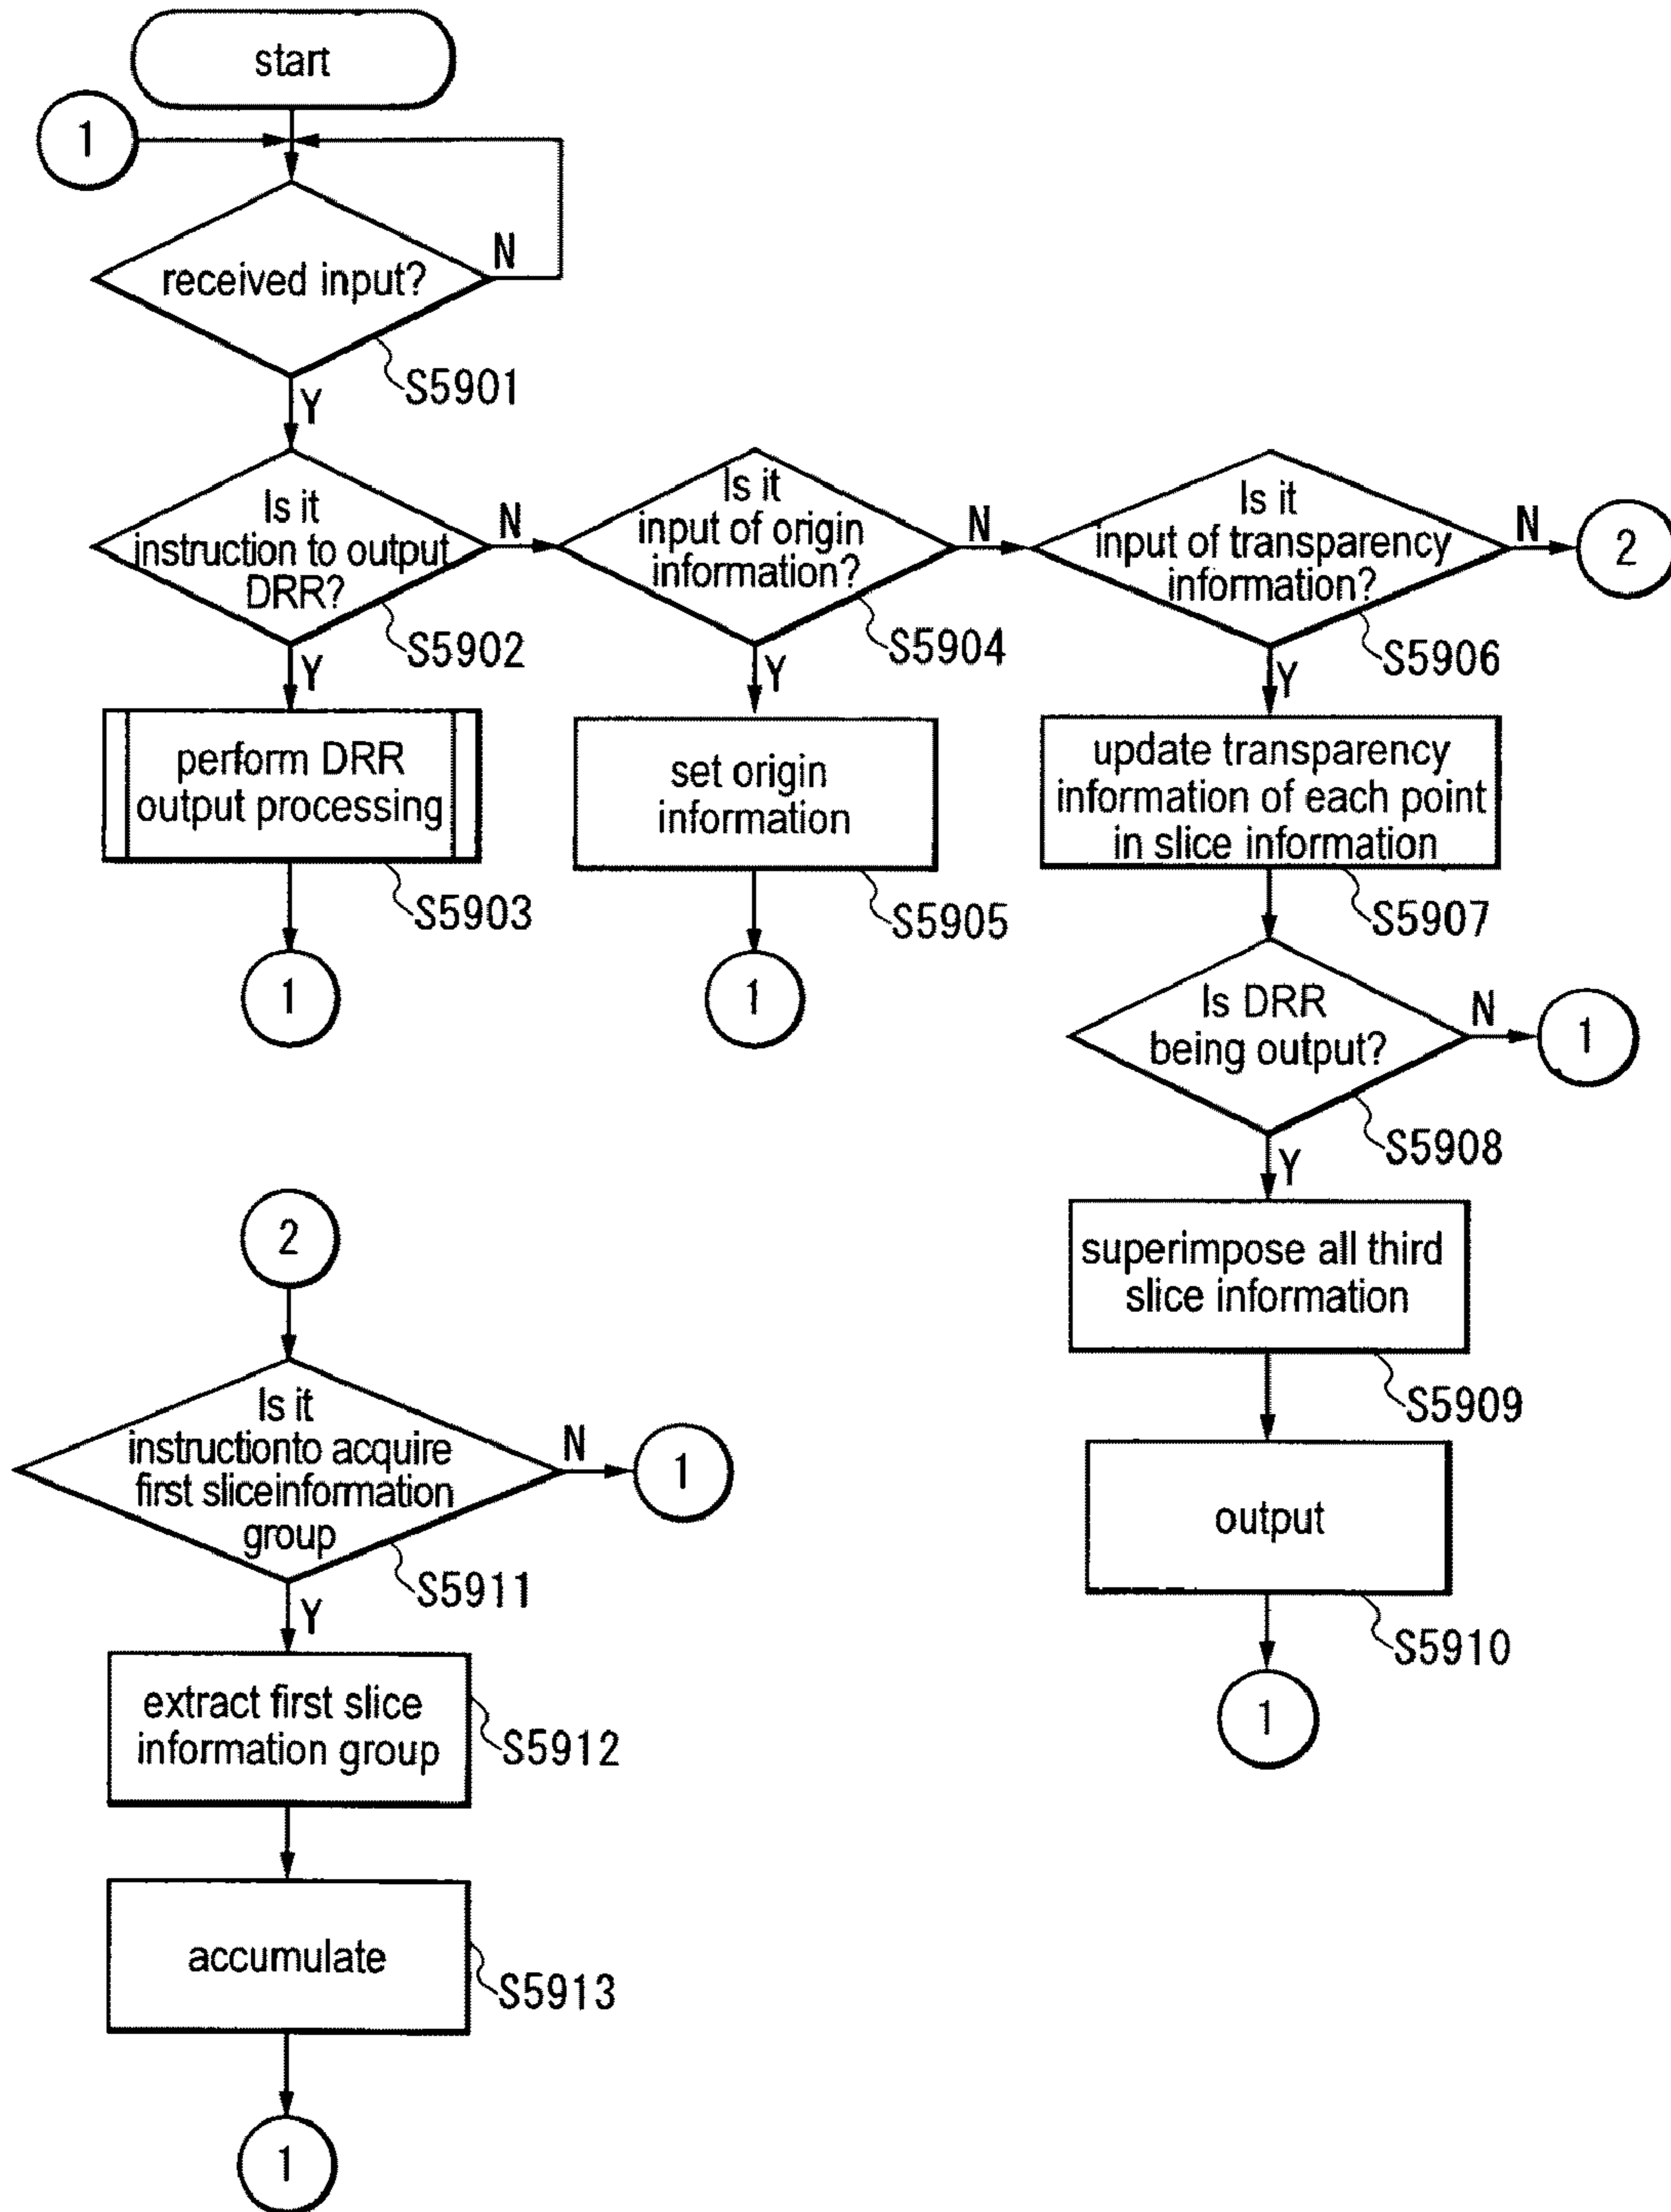 start
1
received input?
N
S5901
Y
Is it
instruction to output
DRR?
N
S5902
Y
perform DRR
output processing
S5903
1
Is it
input of origin
information?
N
S5904
Y
set origin
information
S5905
1
Is it
input of transparency
information?
N
2
S5906
Y
update transparency
information of each point
in slice information
S5907
Is DRR
being output?
N
1
S5908
Y
superimpose all third
slice information
S5909
output
S5910
1
2
Is it
instructionto acquire
first sliceinformation
group
N
1
S5911
Y
extract first slice
information group
S5912
accumulate
S5913
1